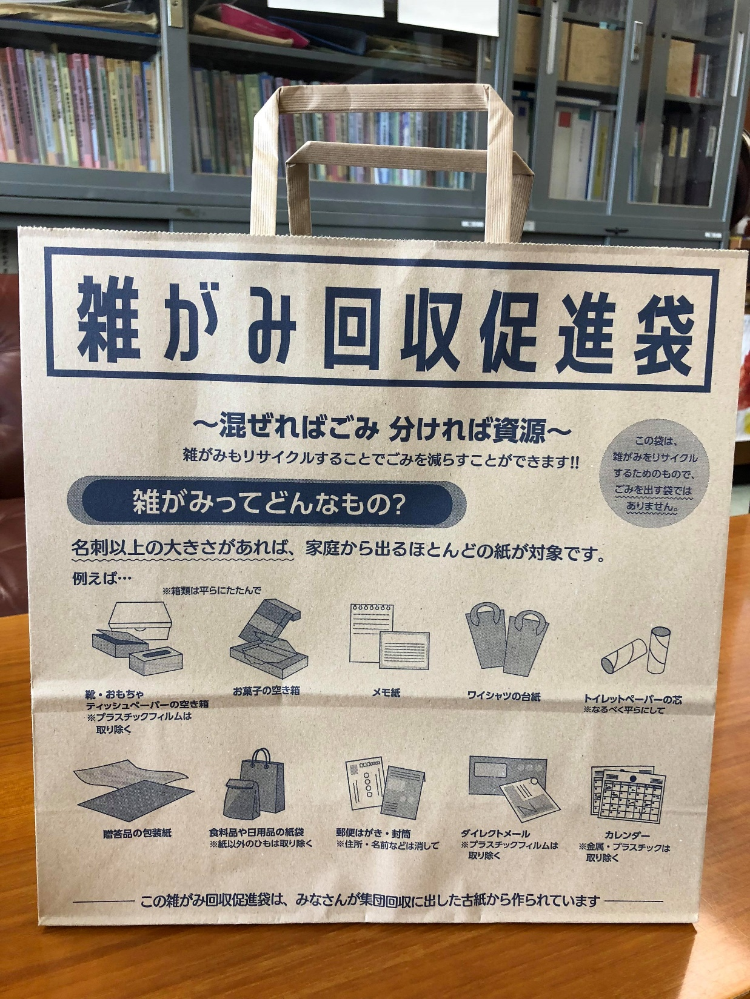 雑がみ回収促進袋
～混ぜればごみ 分ければ資源～
雑がみもリサイクルすることでごみを減らすことができます!!
この袋は、
雑がみをリサイクル
するためのもので、
ごみを出す袋では
ありません。
雑がみってどんなもの?
名刺以上の大きさがあれば、家庭から出るほとんどの紙が対象です。
例えば…
※箱類は平らにたたんで
靴・おもちゃ
ティッシュペーパーの空き箱
※プラスチックフィルムは
取り除く
お菓子の空き箱
メモ紙
ワイシャツの台紙
トイレットペーパーの芯
※なるべく平らにして
贈答品の包装紙
食料品や日用品の紙袋
※紙以外のひもは取り除く
郵便はがき・封筒
※住所・名前などは消して
ダイレクトメール
※プラスチックフィルムは
取り除く
カレンダー
※金属・プラスチックは
取り除く
この雑がみ回収促進袋は、みなさんが集団回収に出した古紙から作られています